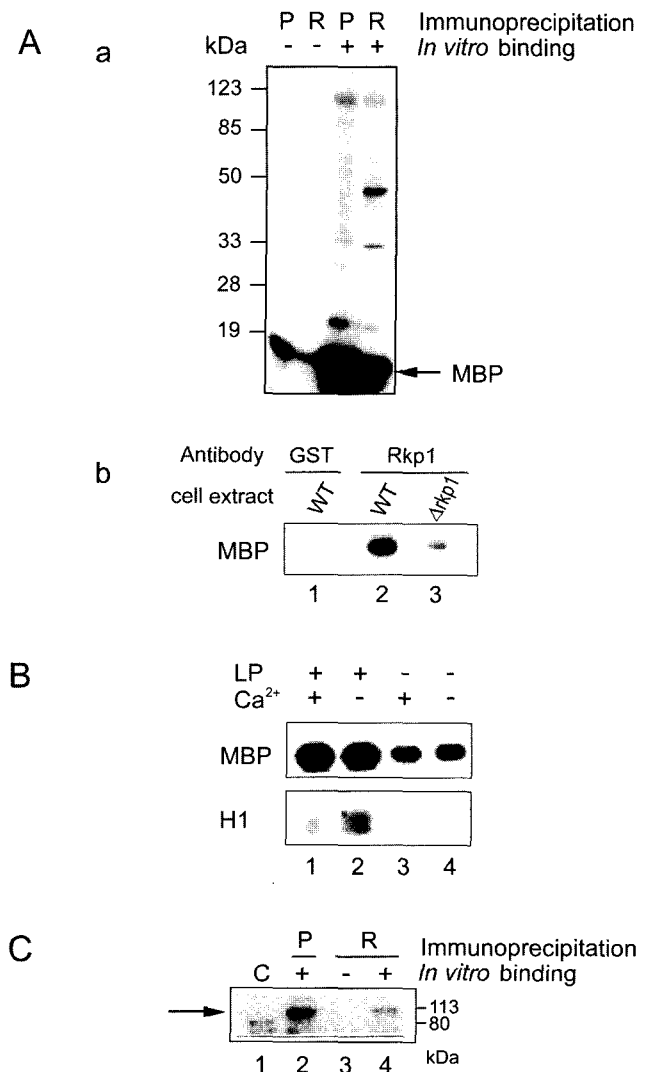 A
a
P R P R Immunoprecipitation
kDa - - + + In vitro binding
123
85
50
33
28
19
MBP
b
Antibody GST Rkp1
cell extract WT WT Δrkp1
MBP
1 2 3
B
LP + + - -
Ca²⁺ + - + -
MBP
H1
1 2 3 4
C
P R Immunoprecipitation
C + - + In vitro binding
113
80
1 2 3 4 kDa